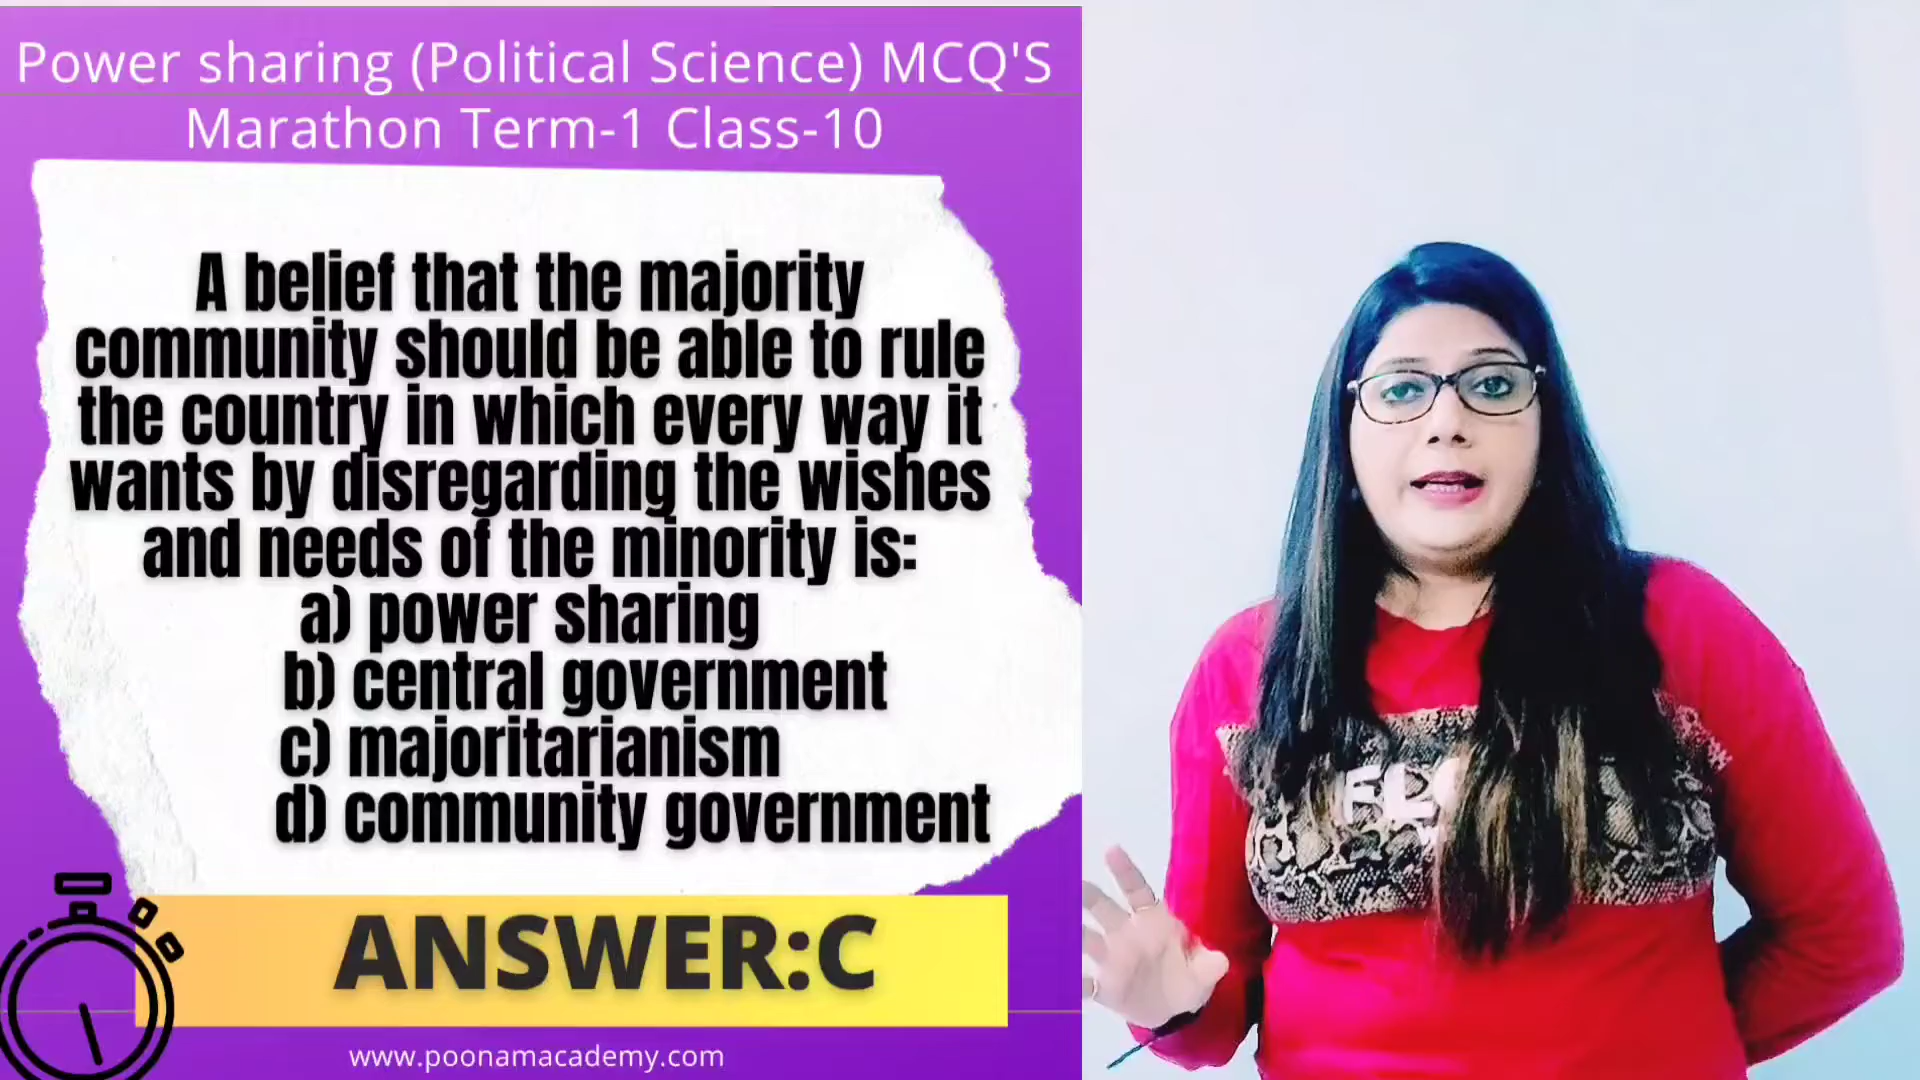 Power sharing (Political Science) MCQ'S
Marathon Term-1 Class-10
A belief that the majority
community should be able to rule
the country in which every way it
wants by disregarding the wishes
and needs of the minority is:
a) power sharing
b) central government
c) majoritarianism
d) community government
ANSWER:C
www.poonamacademy.com